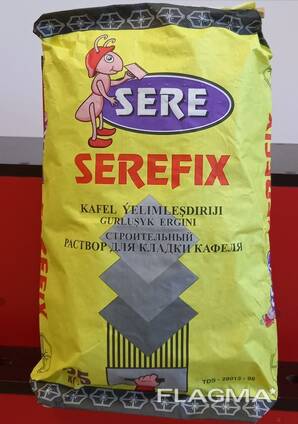 SERE
SEREFIX
KAFEL ÝELIMLEŞDIRIJI
GURLUŞYK ERGINI
СТРОИТЕЛЬНЫЙ
РАСТВОР ДЛЯ КЛАДКИ КАФЕЛЯ
FLAGMA